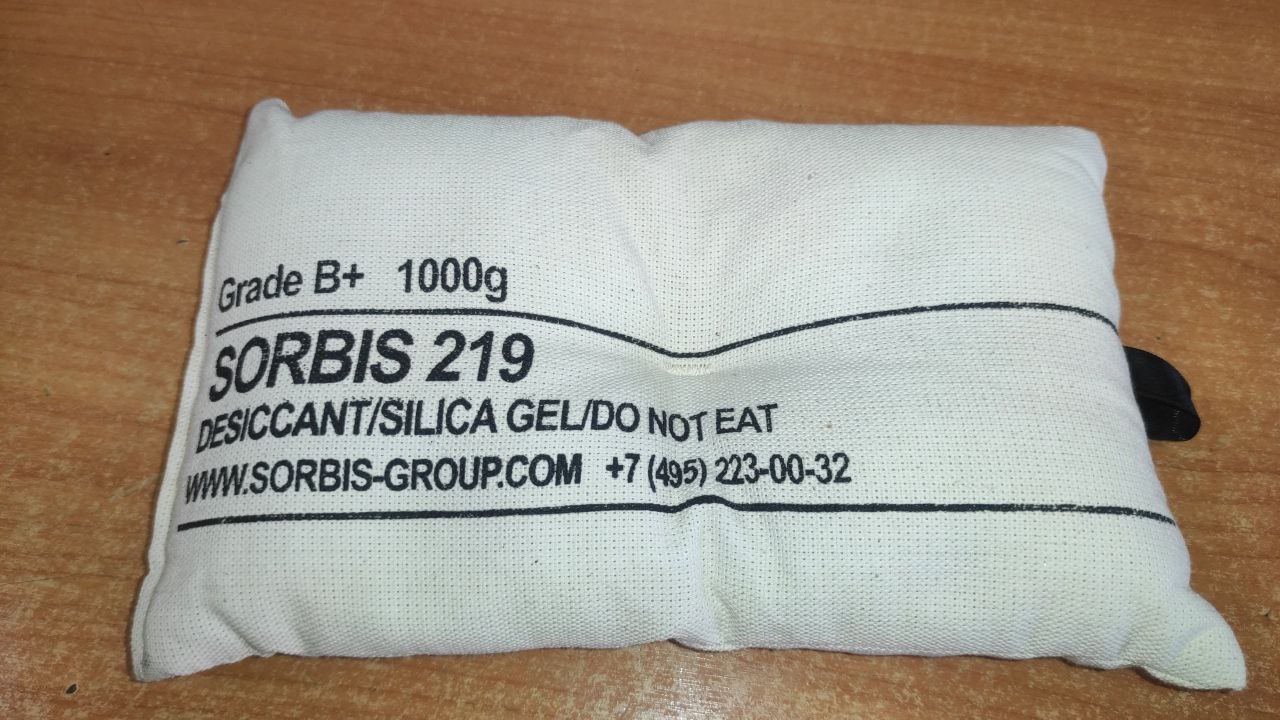 Grade B+ 1000g
SORBIS 219
DESICCANT/SILICA GEL/DO NOT EAT
WWW.SORBIS-GROUP.COM +7 (495) 223-00-32